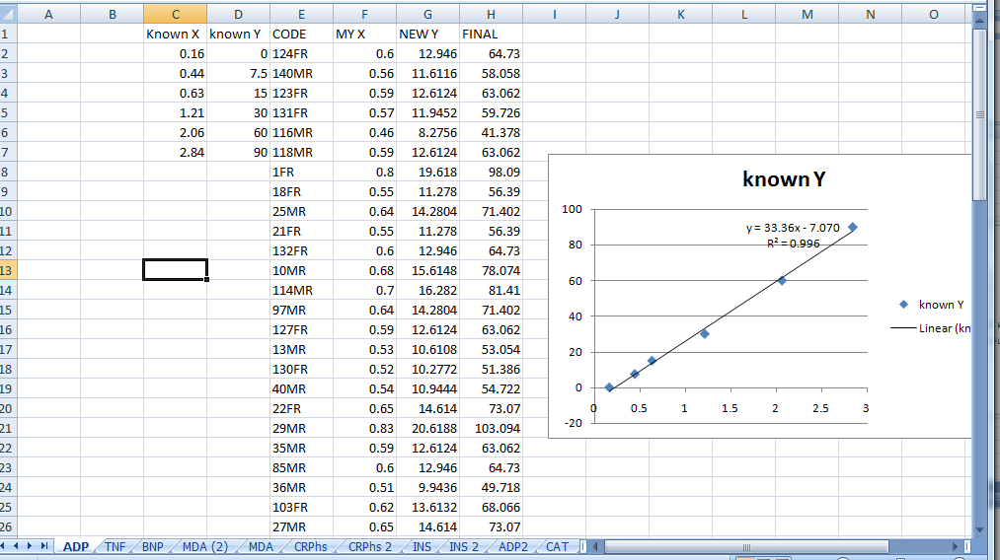 A B C D E F G H I J K L M N O
1 Known X known Y CODE MY X NEW Y FINAL
2 0.16 0 124FR 0.6 12.946 64.73
3 0.44 7.5 140MR 0.56 11.6116 58.058
4 0.63 15 123FR 0.59 12.6124 63.062
5 1.21 30 131FR 0.57 11.9452 59.726
6 2.06 60 116MR 0.46 8.2756 41.378
7 2.84 90 118MR 0.59 12.6124 63.062
8 1FR 0.8 19.618 98.09
9 18FR 0.55 11.278 56.39
10 25MR 0.64 14.2804 71.402
11 21FR 0.55 11.278 56.39
12 132FR 0.6 12.946 64.73
13 10MR 0.68 15.6148 78.074
14 114MR 0.7 16.282 81.41
15 97MR 0.64 14.2804 71.402
16 127FR 0.59 12.6124 63.062
17 13MR 0.53 10.6108 53.054
18 130FR 0.52 10.2772 51.386
19 40MR 0.54 10.9444 54.722
20 22FR 0.65 14.614 73.07
21 29MR 0.83 20.6188 103.094
22 35MR 0.59 12.6124 63.062
23 85MR 0.6 12.946 64.73
24 36MR 0.51 9.9436 49.718
25 103FR 0.62 13.6132 68.066
26 27MR 0.65 14.614 73.07
known Y
100
y = 33.36x - 7.070
R² = 0.996
80
60
known Y
40
Linear (kn
20
0
0 0.5 1 1.5 2 2.5 3
-20
ADP TNF BNP MDA (2) MDA CRPhs CRPhs 2 INS INS 2 ADP2 CAT